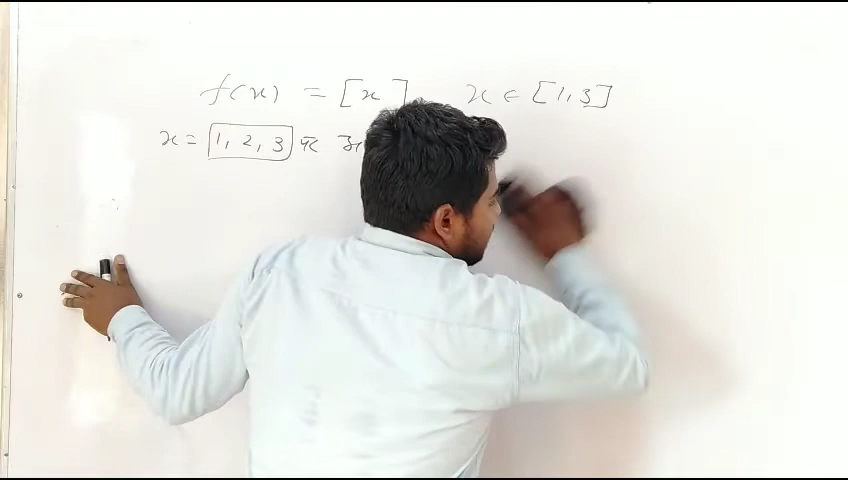 f(x) = [x] x ∈ [1,3]
x = 1, 2, 3 पर